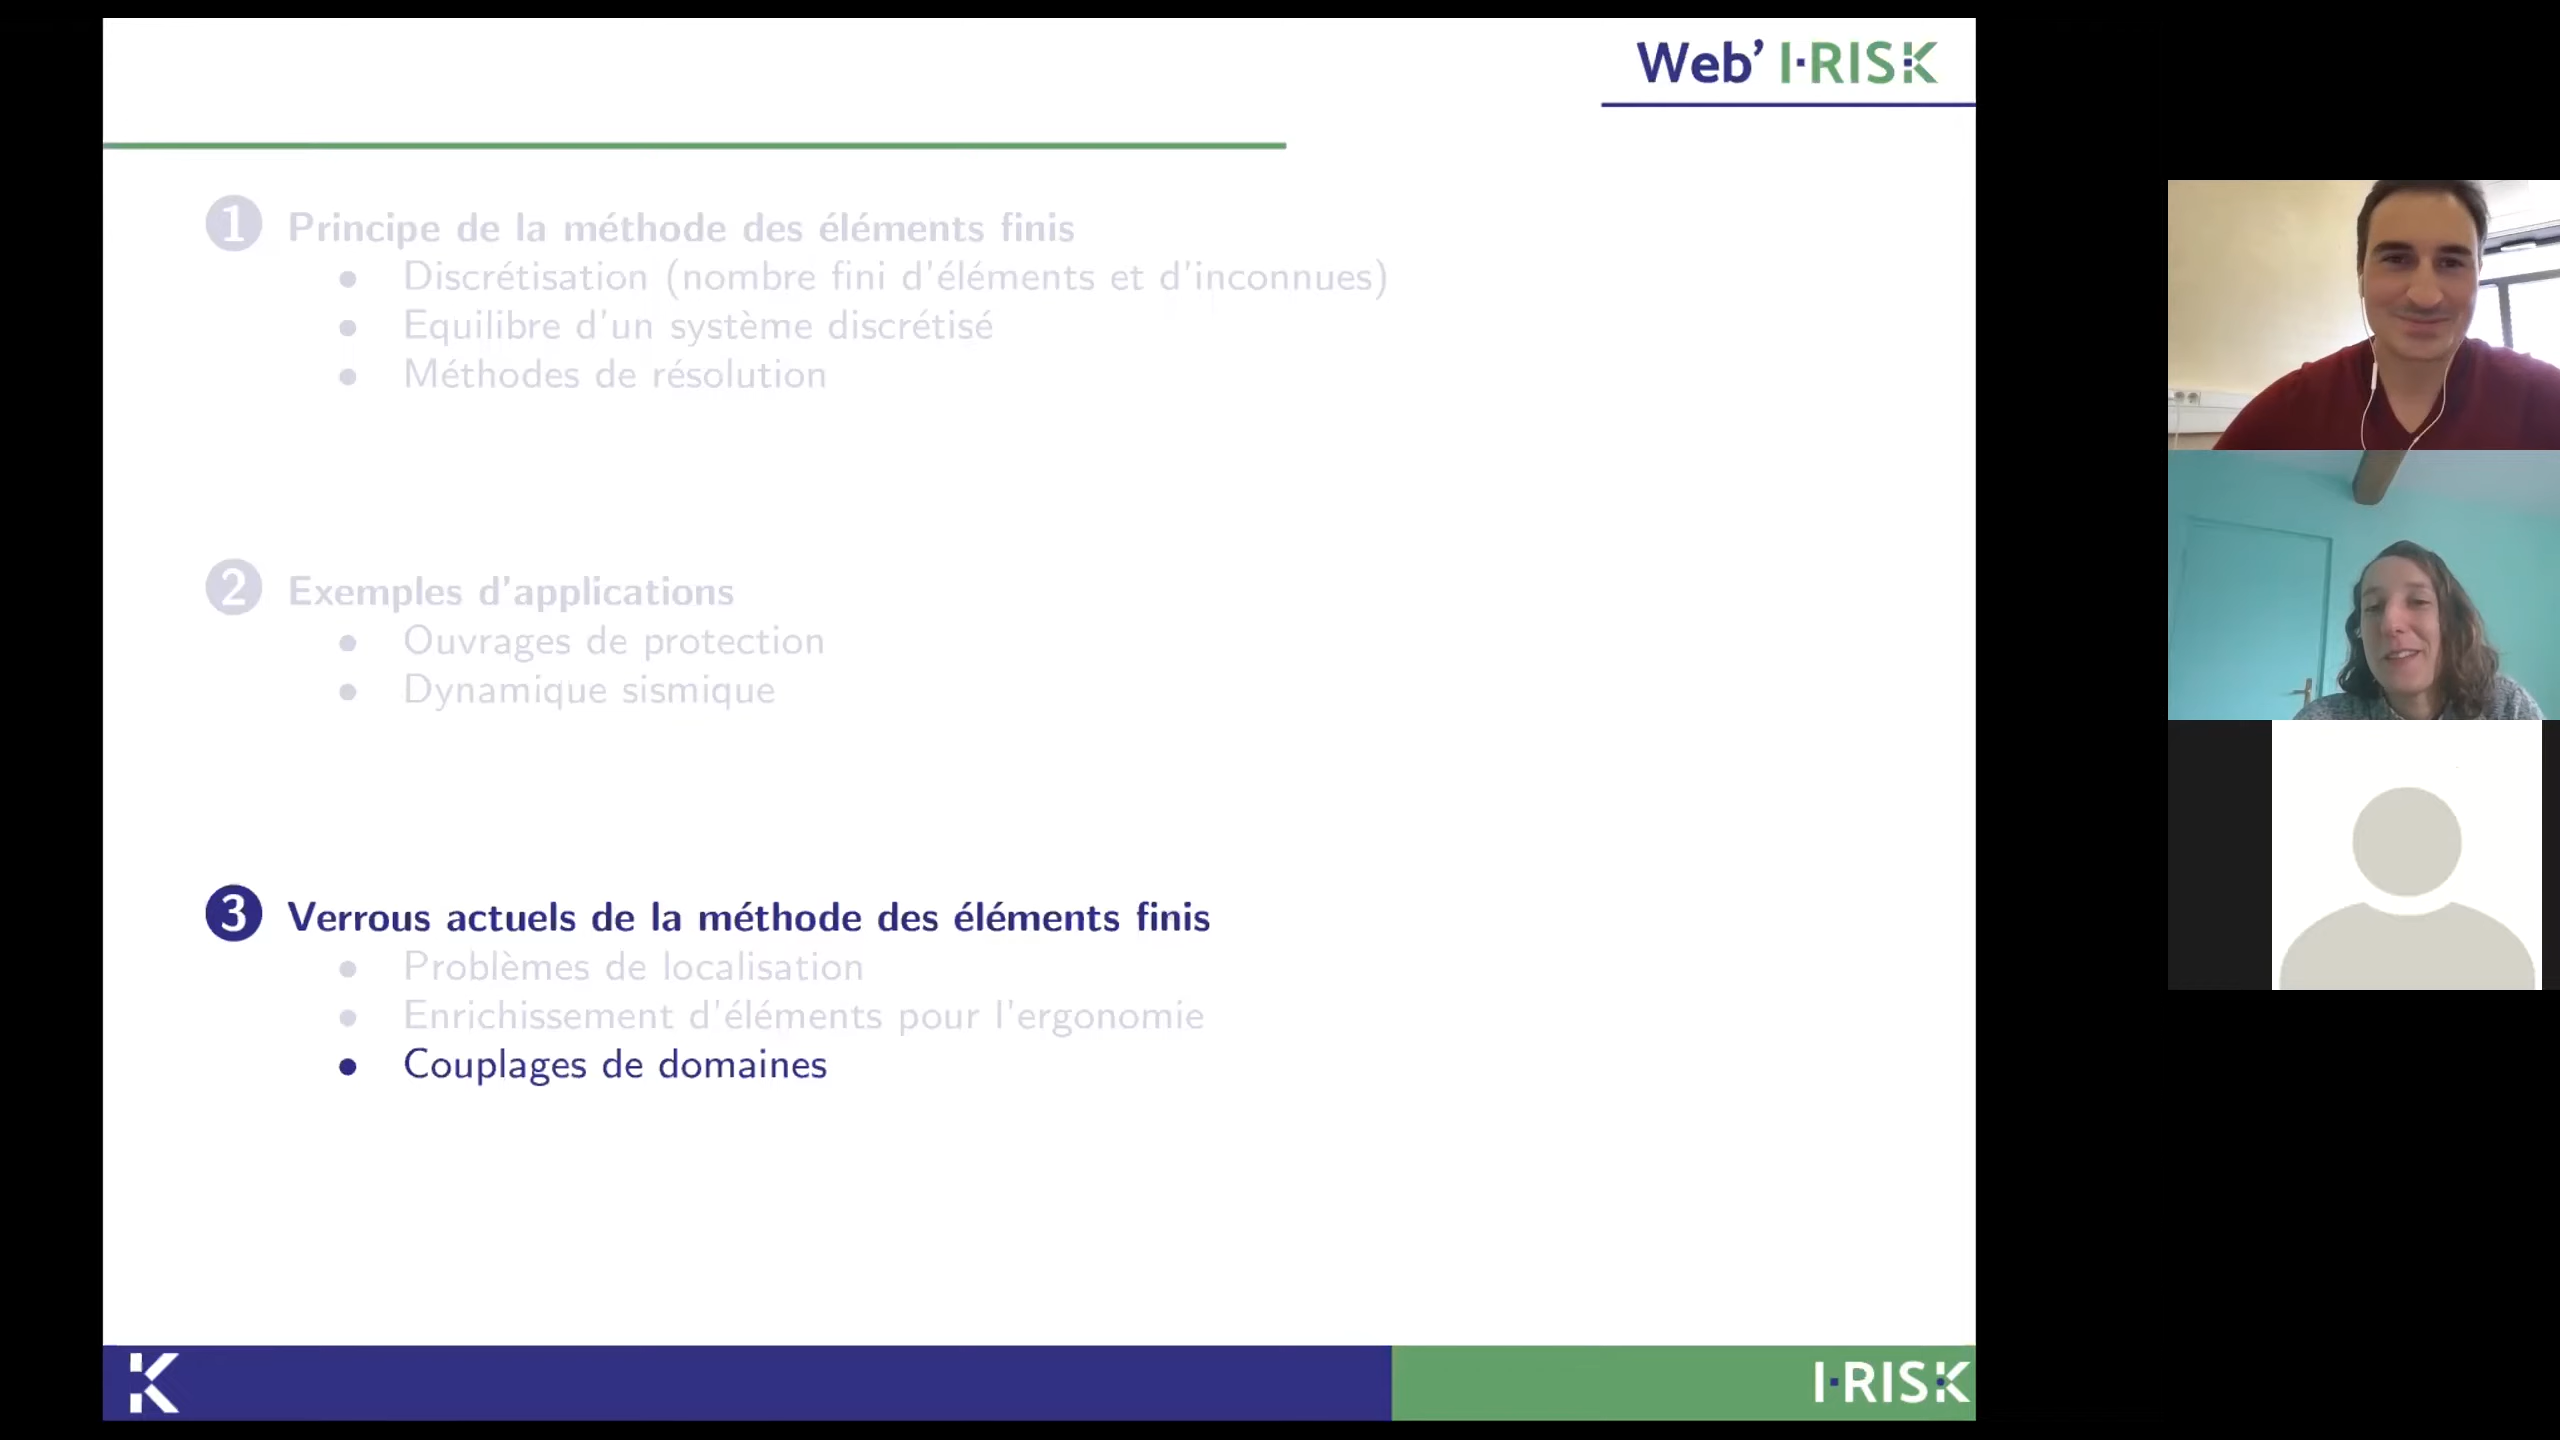 Web' I·RISK
1 Principe de la méthode des éléments finis
• Discrétisation (nombre fini d'éléments et d'inconnues)
• Equilibre d'un système discrétisé
• Méthodes de résolution
2 Exemples d'applications
• Ouvrages de protection
• Dynamique sismique
3 Verrous actuels de la méthode des éléments finis
• Problèmes de localisation
• Enrichissement d'éléments pour l'ergonomie
• Couplages de domaines
K
I·RISK